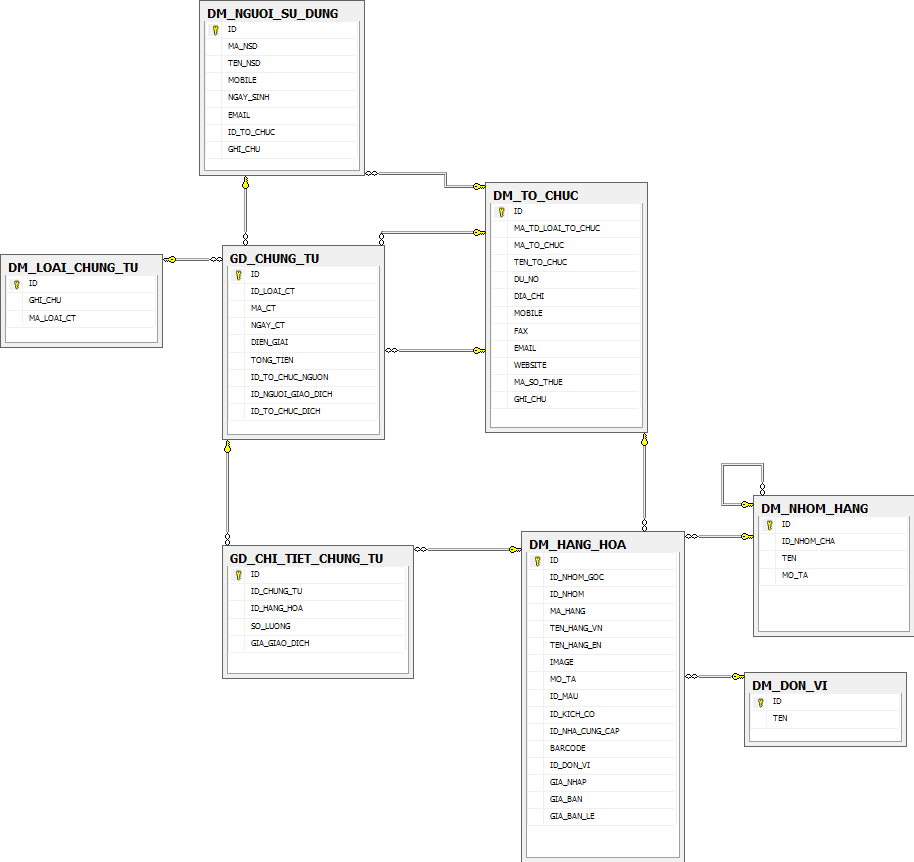 DM_NGUOI_SU_DUNG
ID
MA_NSD
TEN_NSD
MOBILE
NGAY_SINH
EMAIL
ID_TO_CHUC
GHI_CHU
DM_TO_CHUC
ID
MA_TD_LOAI_TO_CHUC
MA_TO_CHUC
TEN_TO_CHUC
DU_NO
DIA_CHI
MOBILE
FAX
EMAIL
WEBSITE
MA_SO_THUE
GHI_CHU
DM_LOAI_CHUNG_TU
ID
GHI_CHU
MA_LOAI_CT
GD_CHUNG_TU
ID
ID_LOAI_CT
MA_CT
NGAY_CT
DIEN_GIAI
TONG_TIEN
ID_TO_CHUC_NGUON
ID_NGUOI_GIAO_DICH
ID_TO_CHUC_DICH
GD_CHI_TIET_CHUNG_TU
ID
ID_CHUNG_TU
ID_HANG_HOA
SO_LUONG
GIA_GIAO_DICH
DM_HANG_HOA
ID
ID_NHOM_GOC
ID_NHOM
MA_HANG
TEN_HANG_VN
TEN_HANG_EN
IMAGE
MO_TA
ID_MAU
ID_KICH_CO
ID_NHA_CUNG_CAP
BARCODE
ID_DON_VI
GIA_NHAP
GIA_BAN
GIA_BAN_LE
DM_NHOM_HANG
ID
ID_NHOM_CHA
TEN
MO_TA
DM_DON_VI
ID
TEN